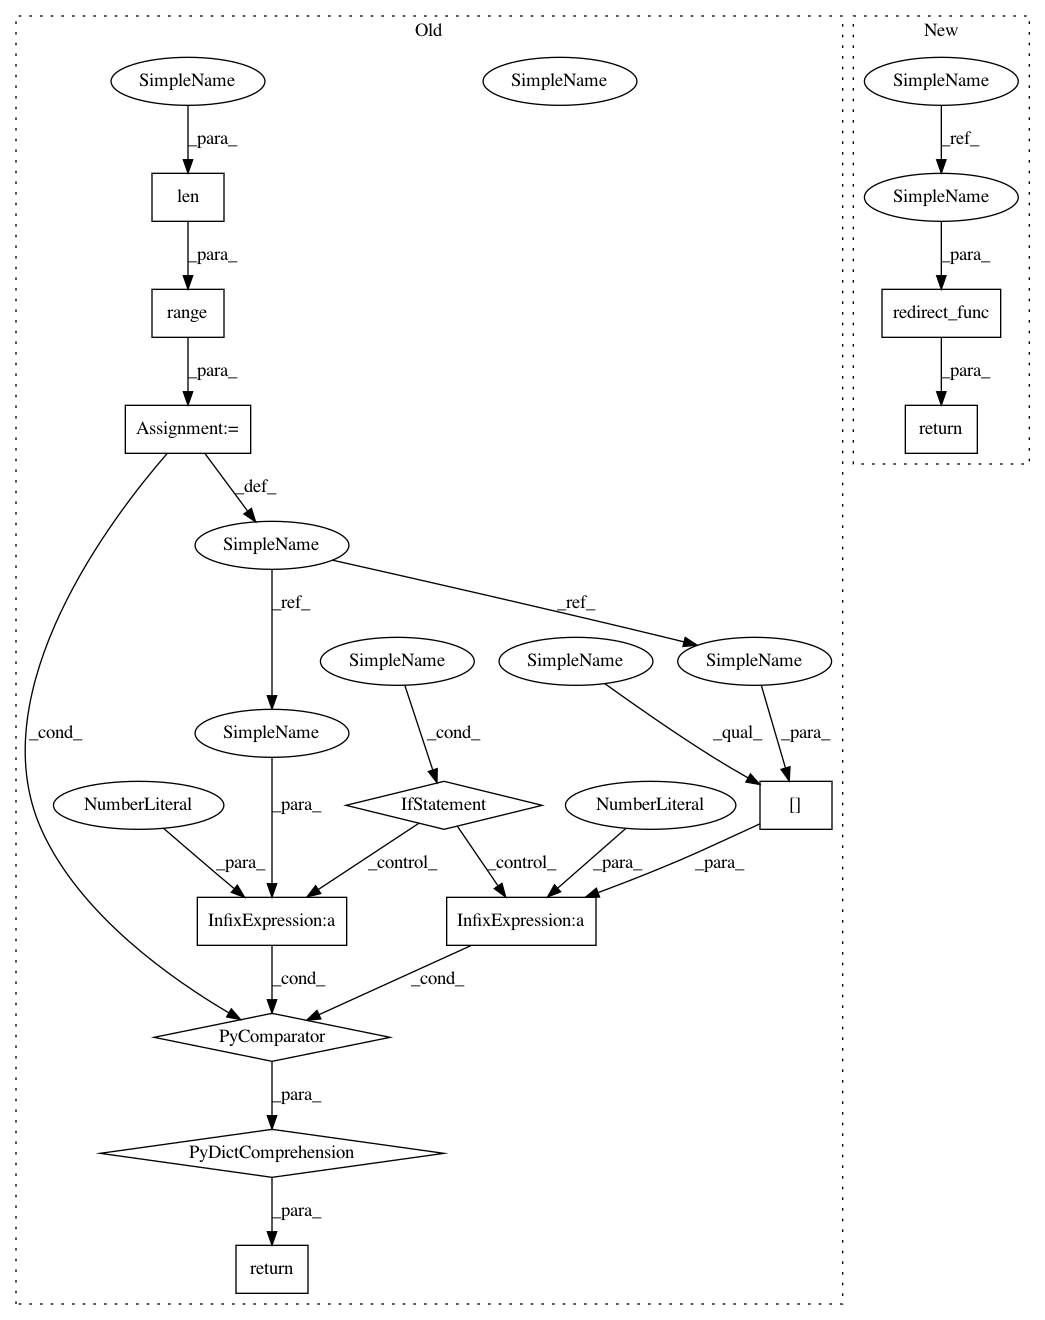 Old
New
SimpleName
SimpleName
SimpleName
_para_
_ref_
len
SimpleName
_para_
_para_
range
redirect_func
_para_
_para_
Assignment:=
return
_def_
SimpleName
_ref_
_ref_
SimpleName
SimpleName
SimpleName
_cond_
SimpleName
_cond_
_qual_
_para_
NumberLiteral
_para_
IfStatement
NumberLiteral
[]
_para_
_control_
_control_
_para_
_para_
InfixExpression:a
InfixExpression:a
_cond_
_cond_
PyComparator
_para_
PyDictComprehension
_para_
return